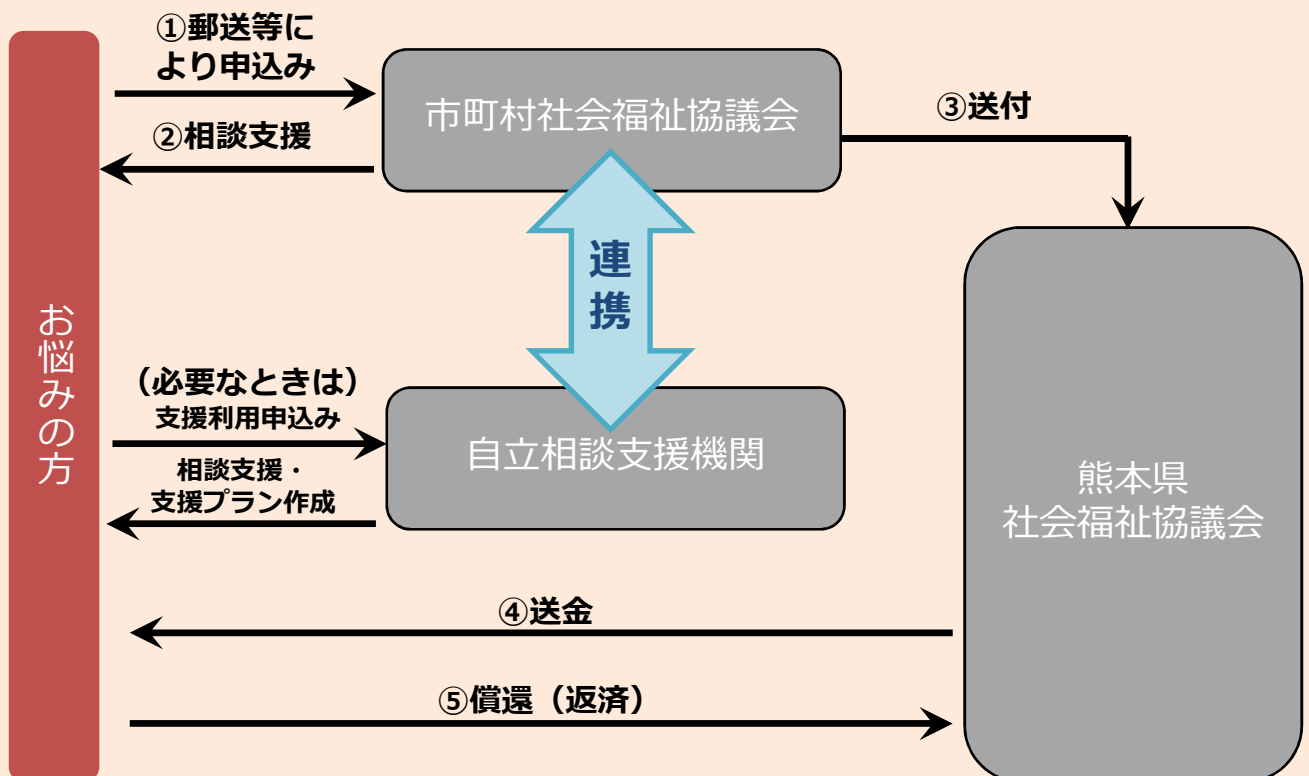 ①郵送等に
より申込み
市町村社会福祉協議会
③送付
②相談支援
連
携
お悩みの方
(必要なときは)
支援利用申込み
自立相談支援機関
相談支援・
支援プラン作成
熊本県
社会福祉協議会
④送金
⑤償還（返済）